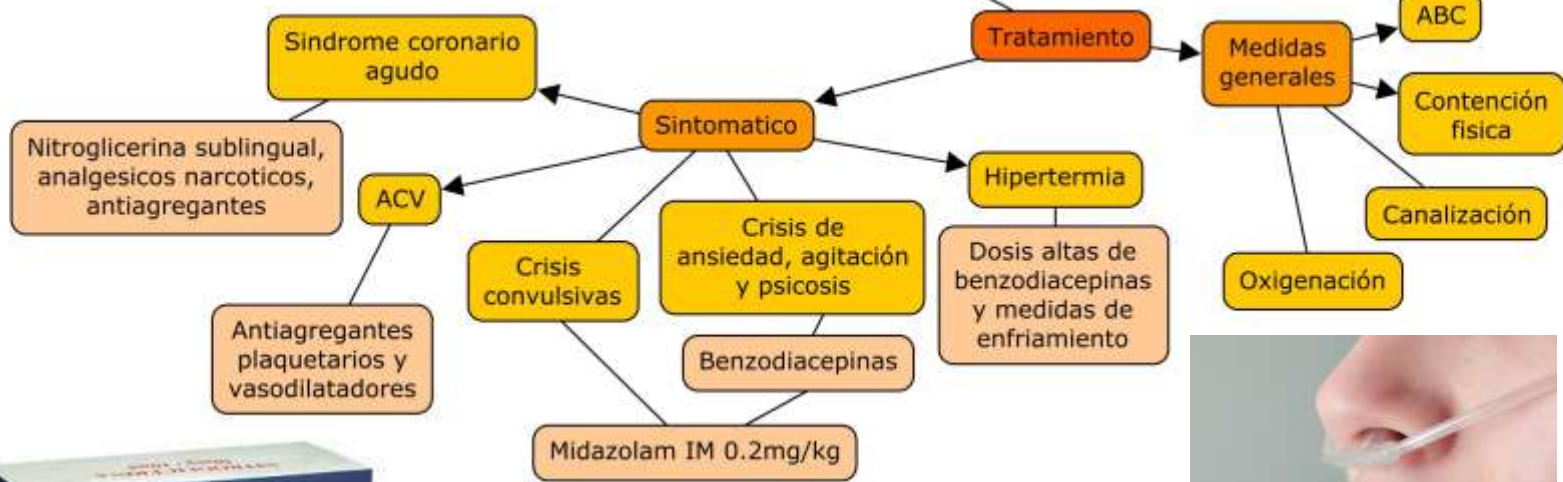 Tratamiento
Medidas
generales
ABC
Contención
fisica
Canalización
Oxigenación
Sintomatico
Sindrome coronario
agudo
Nitroglicerina sublingual,
analgesicos narcoticos,
antiagregantes
ACV
Antiagregantes
plaquetarios y
vasodilatadores
Crisis
convulsivas
Crisis de
ansiedad, agitación
y psicosis
Benzodiacepinas
Midazolam IM 0.2mg/kg
Hipertermia
Dosis altas de
benzodiacepinas
y medidas de
enfriamiento